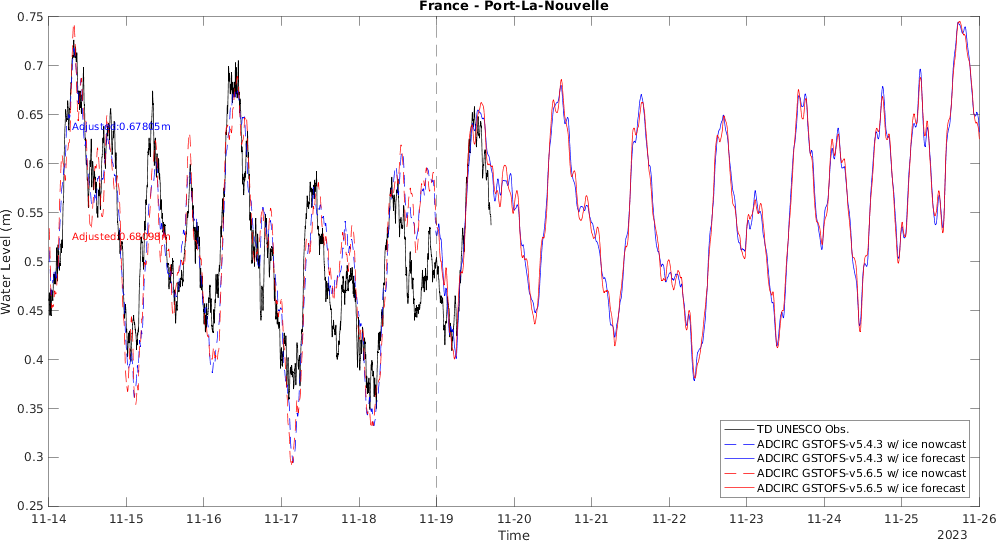 France - Port-La-Nouvelle
0.75
0.7
0.65
0.6
0.55
0.5
0.45
0.4
0.35
0.3
0.25
Water Level (m)
Adjusted:0.67805m
Adjusted:0.68098m
TD UNESCO Obs.
ADCIRC GSTOFS-v5.4.3 w/ ice nowcast
ADCIRC GSTOFS-v5.4.3 w/ ice forecast
ADCIRC GSTOFS-v5.6.5 w/ ice nowcast
ADCIRC GSTOFS-v5.6.5 w/ ice forecast
11-14 11-15 11-16 11-17 11-18 11-19 11-20 11-21 11-22 11-23 11-24 11-25 11-26
Time
2023